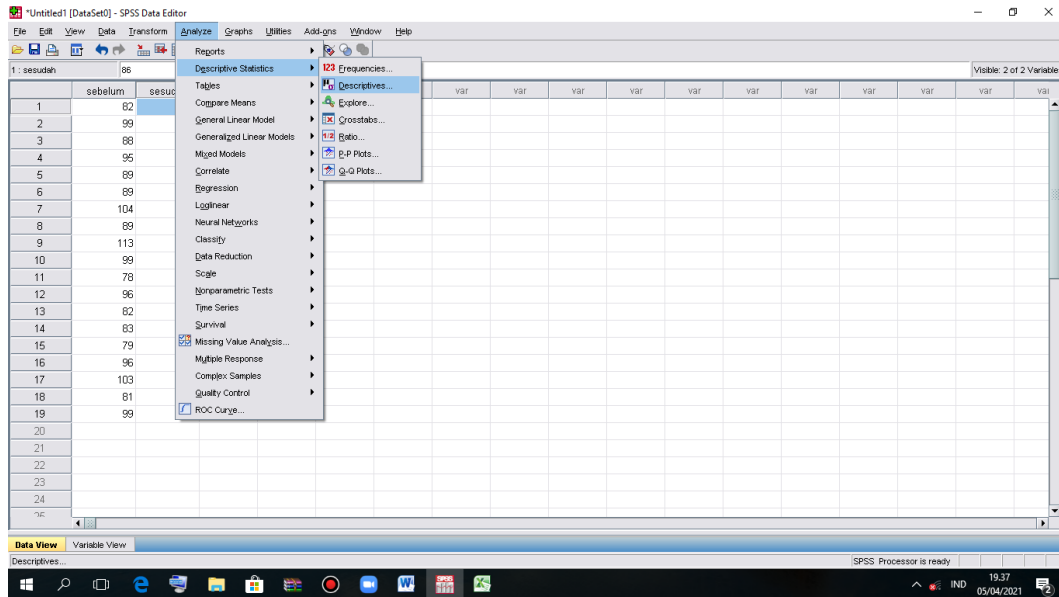 *Untitled1 [DataSet0] - SPSS Data Editor
File Edit View Data Transform Analyze Graphs Utilities Add-ons Window Help
1 : sesudah 86 Visible: 2 of 2 Variable
sebelum sesud var var var var var var var var var
Reports
Descriptive Statistics
Tables
Compare Means
General Linear Model
Generalized Linear Models
Mixed Models
Correlate
Regression
Loglinear
Neural Networks
Classify
Data Reduction
Scale
Nonparametric Tests
Time Series
Survival
Missing Value Analysis...
Multiple Response
Complex Samples
Quality Control
ROC Curve...
123 Frequencies...
Descriptives...
Explore...
Crosstabs...
1/2 Ratio...
P-P Plots...
Q-Q Plots...
1 82
2 99
3 88
4 95
5 89
6 89
7 104
8 89
9 113
10 99
11 78
12 96
13 82
14 83
15 79
16 96
17 103
18 81
19 99
20
21
22
23
24
Data View Variable View
Descriptives... SPSS Processor is ready
IND 19.37
05/04/2021